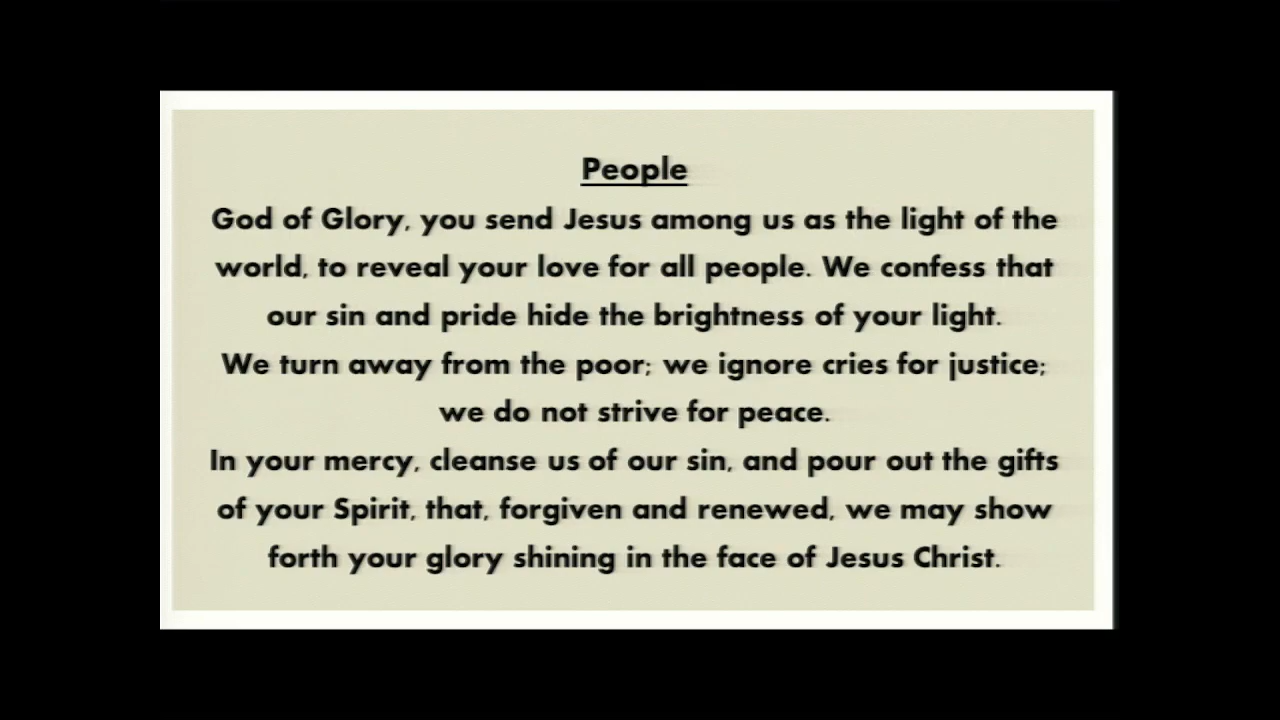 People
God of Glory, you send Jesus among us as the light of the
world, to reveal your love for all people. We confess that
our sin and pride hide the brightness of your light.
We turn away from the poor; we ignore cries for justice;
we do not strive for peace.
In your mercy, cleanse us of our sin, and pour out the gifts
of your Spirit, that, forgiven and renewed, we may show
forth your glory shining in the face of Jesus Christ.